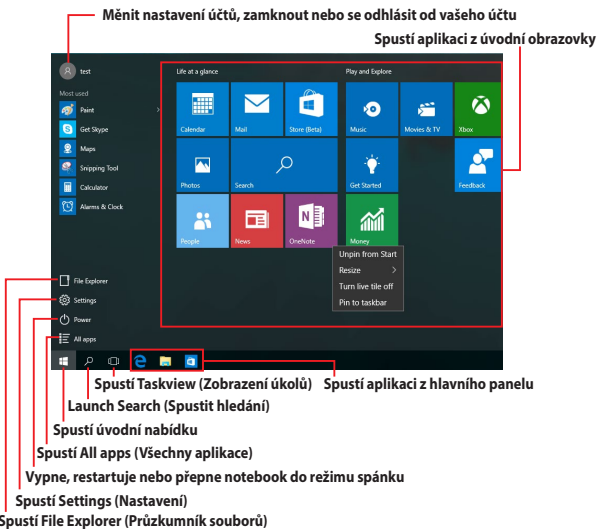 Měnit nastavení účtů, zamknout nebo se odhlásit od vašeho účtu
Spustí aplikaci z úvodní obrazovky
test
Life at a glance
Play and Explore
Most used
Paint
Get Skype
Maps
Snipping Tool
Calculator
Alarms & Clock
Calendar
Mail
Store (Beta)
Music
Movies & TV
Xbox
Photos
Search
Get Started
Feedback
People
News
OneNote
Money
Unpin from Start
Resize
Turn live tile off
Pin to taskbar
File Explorer
Settings
Power
All apps
Spustí Taskview (Zobrazení úkolů)
Spustí aplikaci z hlavního panelu
Launch Search (Spustit hledání)
Spustí úvodní nabídku
Spustí All apps (Všechny aplikace)
Vypne, restartuje nebo přepne notebook do režimu spánku
Spustí Settings (Nastavení)
Spustí File Explorer (Průzkumník souborů)